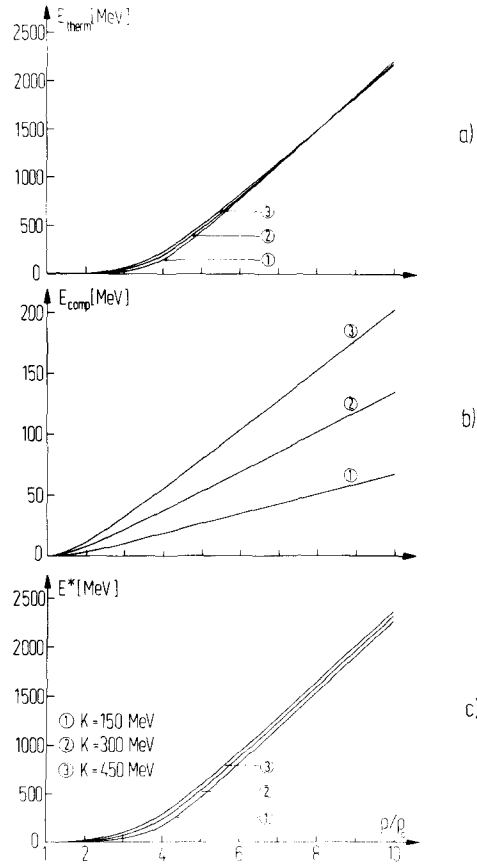 E_therm [MeV]
2500
2000
1500
1000
500
0
③
②
①
a)
E_comp [MeV]
200
150
100
50
0
③
②
①
b)
E* [MeV]
2500
2000
1500
1000
500
0
① K = 150 MeV
② K = 300 MeV
③ K = 450 MeV
(3)
(2)
c)
1 2 4 6 8 10